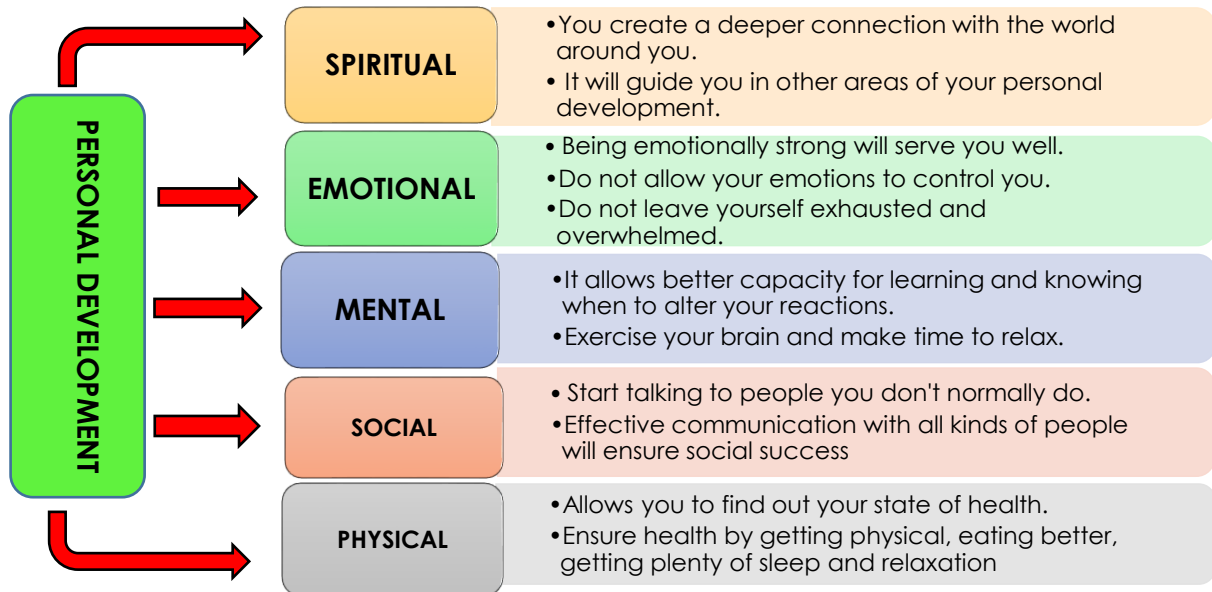 PERSONAL DEVELOPMENT
SPIRITUAL
•You create a deeper connection with the world
around you.
• It will guide you in other areas of your personal
development.
EMOTIONAL
• Being emotionally strong will serve you well.
•Do not allow your emotions to control you.
•Do not leave yourself exhausted and
overwhelmed.
MENTAL
•It allows better capacity for learning and knowing
when to alter your reactions.
•Exercise your brain and make time to relax.
SOCIAL
• Start talking to people you don't normally do.
•Effective communication with all kinds of people
will ensure social success
PHYSICAL
•Allows you to find out your state of health.
•Ensure health by getting physical, eating better,
getting plenty of sleep and relaxation